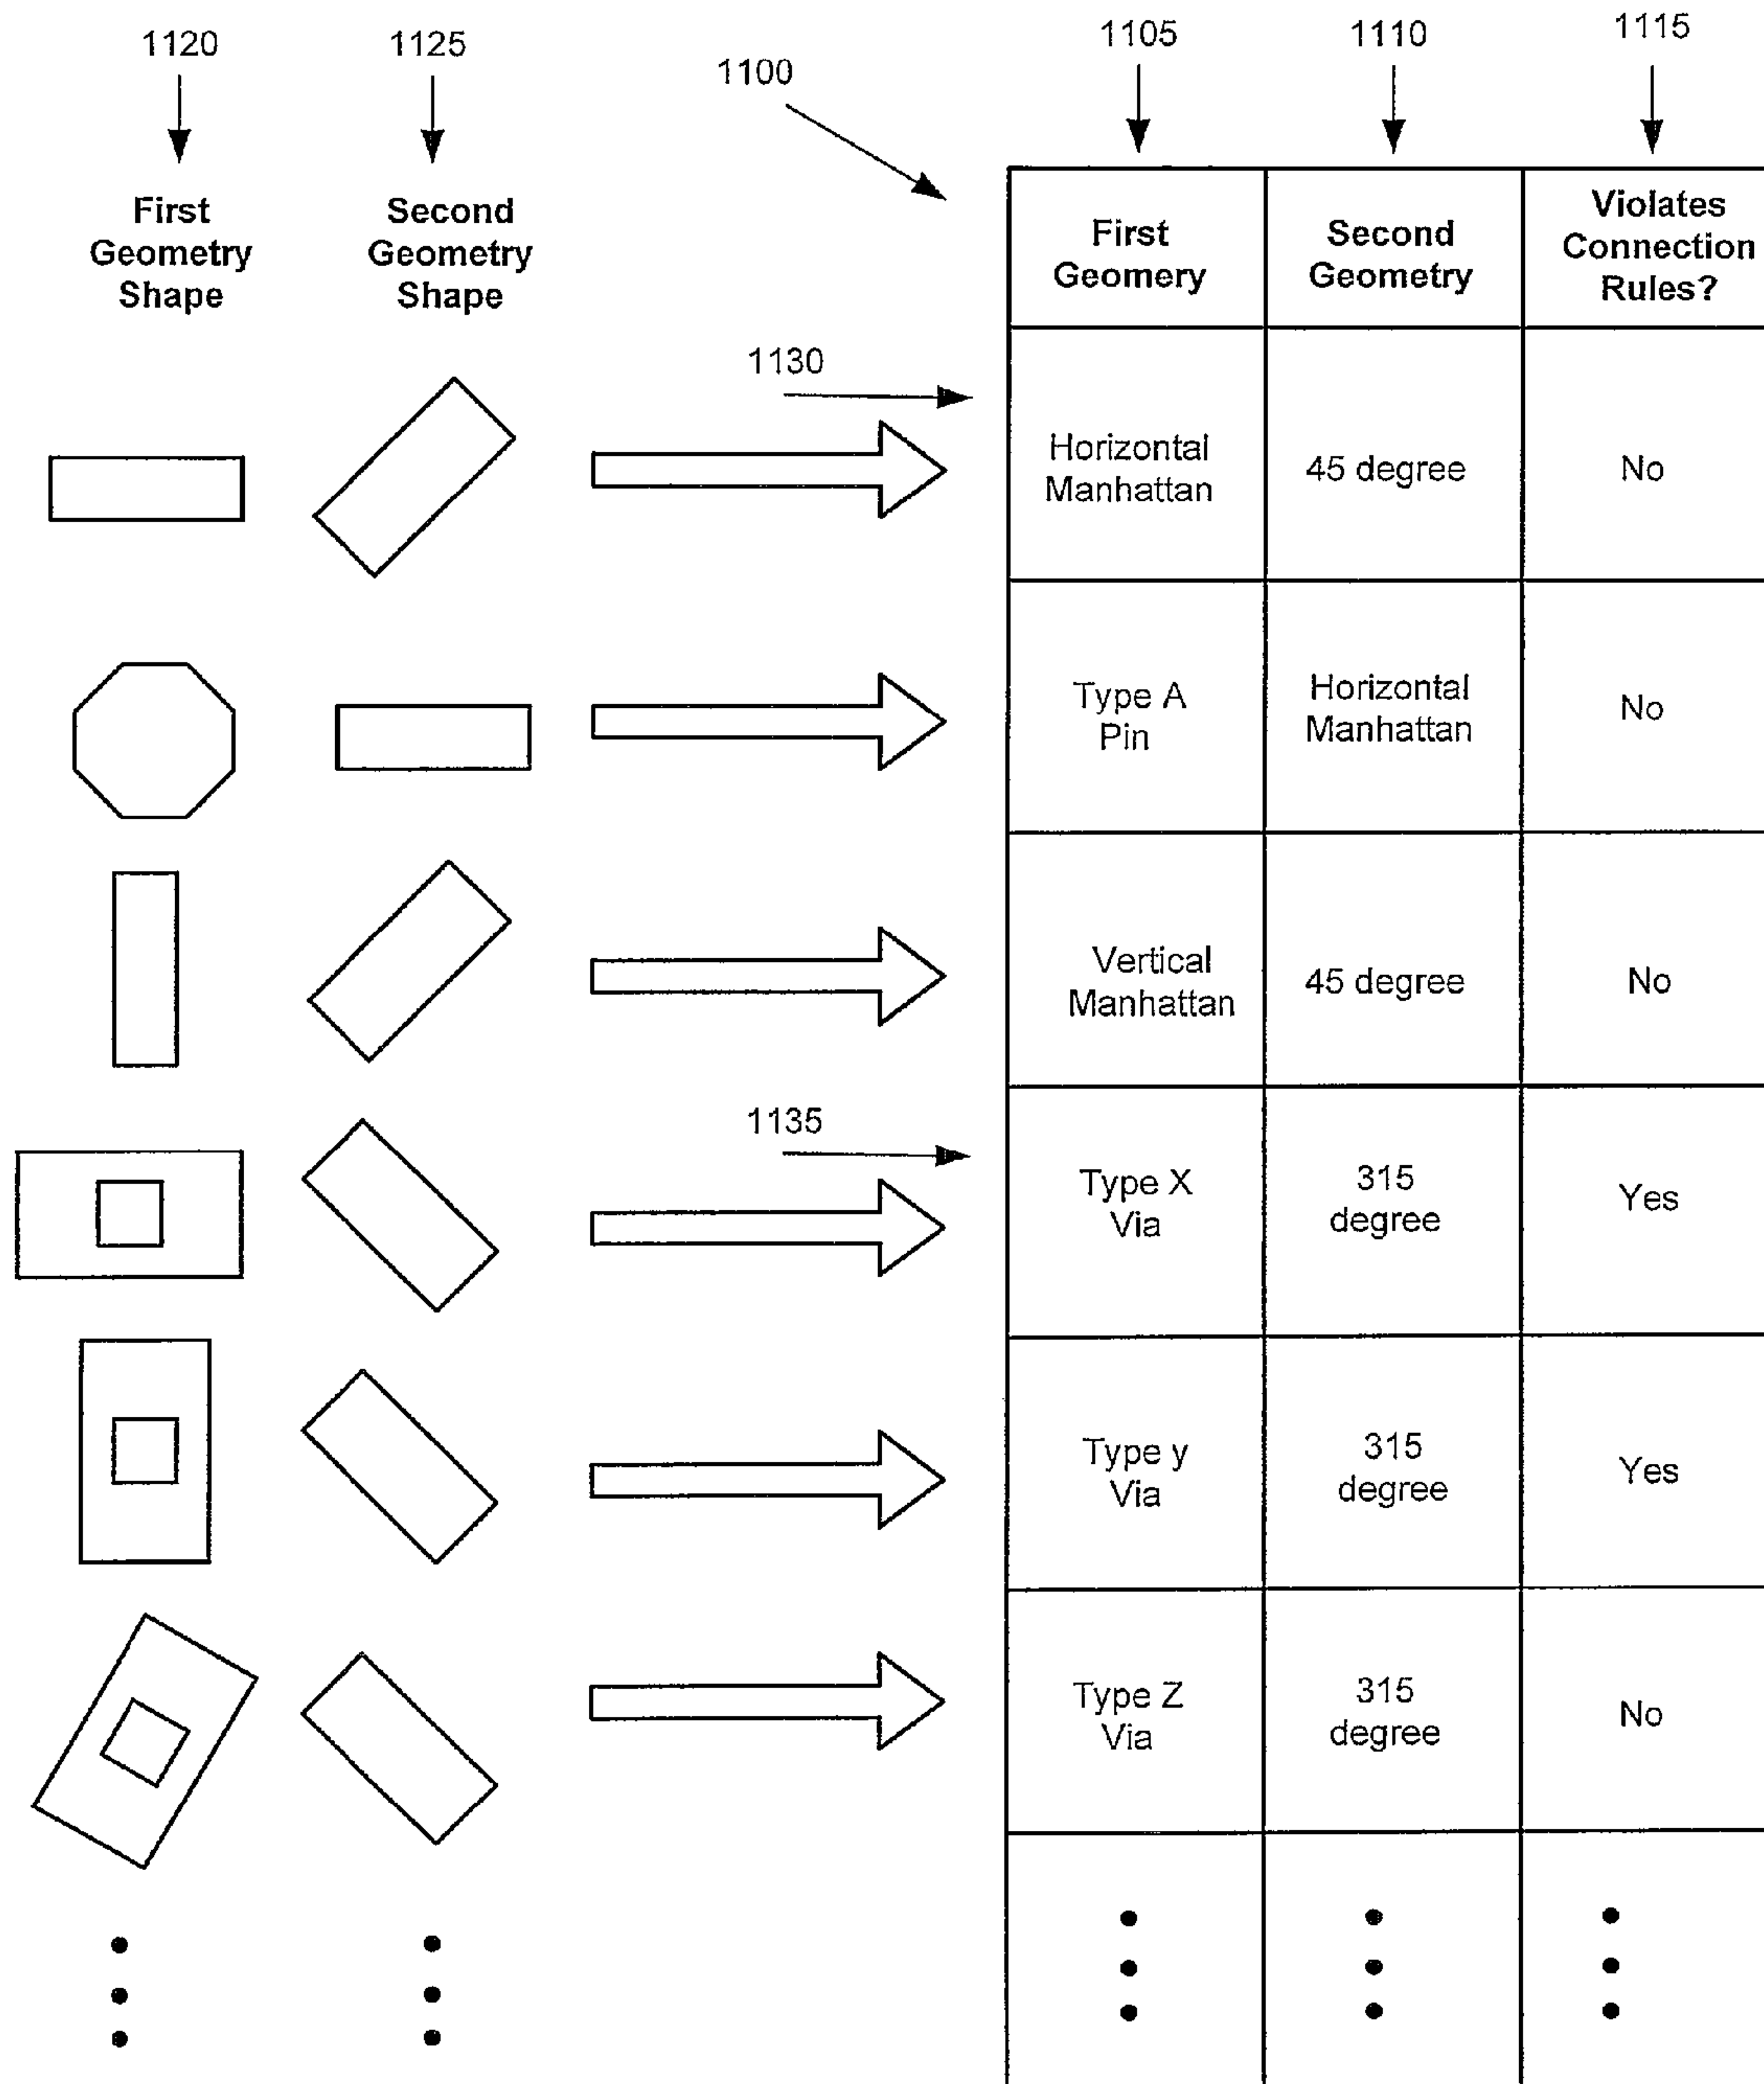 1120
1125
1100
1105
1110
1115
First
Geometry
Shape
Second
Geometry
Shape
First
Geomery
Second
Geometry
Violates
Connection
Rules?
1130
Horizontal
Manhattan
45 degree
No
Type A
Pin
Horizontal
Manhattan
No
Vertical
Manhattan
45 degree
No
1135
Type X
Via
315
degree
Yes
Type y
Via
315
degree
Yes
Type Z
Via
315
degree
No